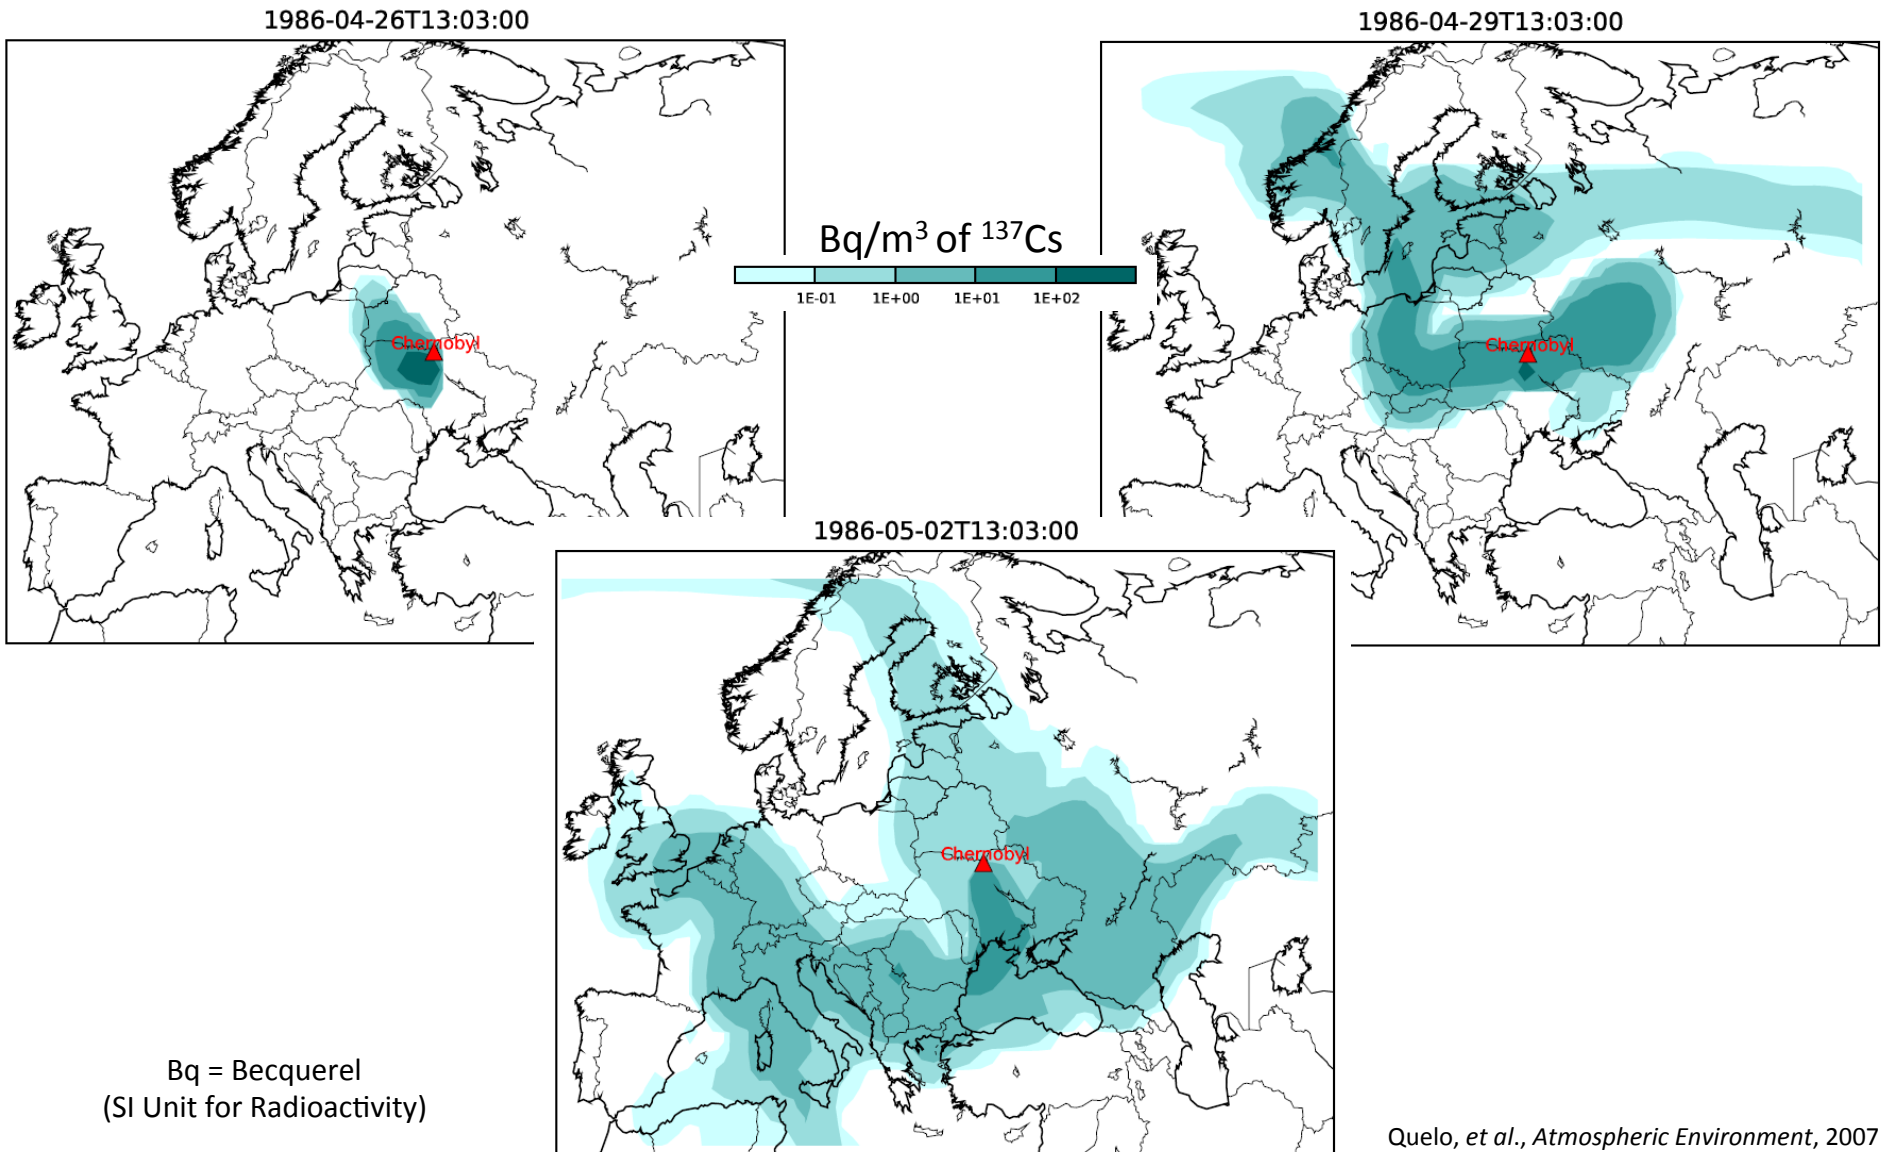 1986-04-26T13:03:00
1986-04-29T13:03:00
Bq/m³ of ¹³⁷Cs
1E-01 1E+00 1E+01 1E+02
Chernobyl
Chernobyl
1986-05-02T13:03:00
Chernobyl
Bq = Becquerel
(SI Unit for Radioactivity)
Quelo, et al., Atmospheric Environment, 2007